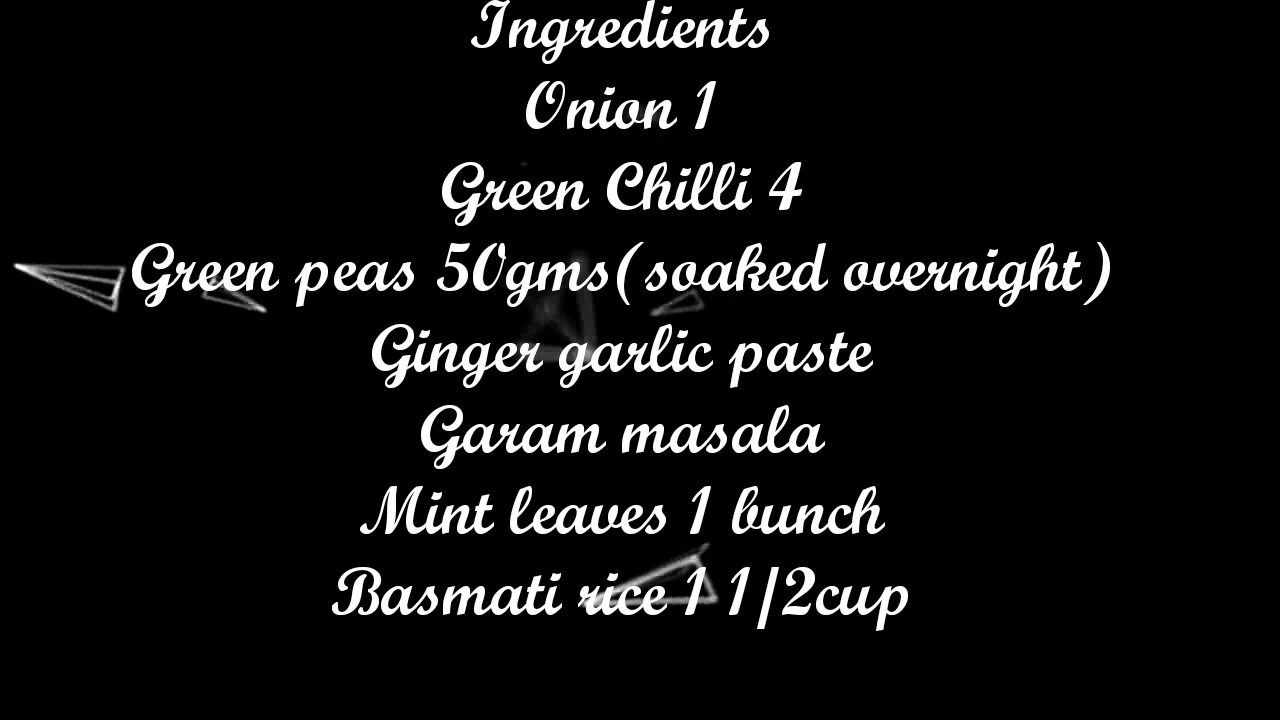 Ingredients
Onion 1
Green Chilli 4
Green peas 50gms(soaked overnight)
Ginger garlic paste
Garam masala
Mint leaves 1 bunch
Basmati rice 1 1/2cup